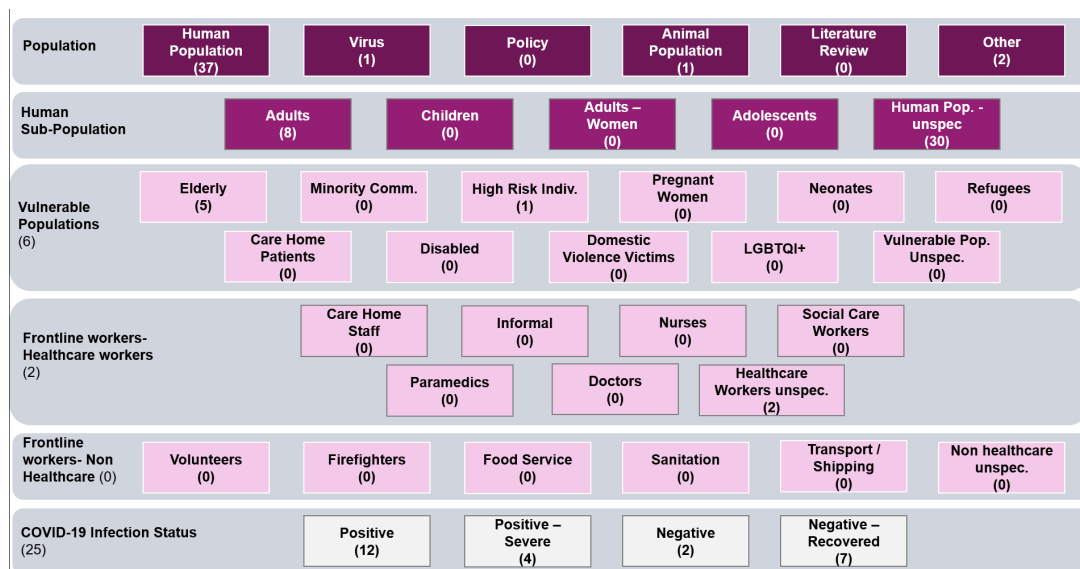 Population
Human
Population
(37)
Virus
(1)
Policy
(0)
Animal
Population
(1)
Literature
Review
(0)
Other
(2)
Human
Sub-Population
Adults
(8)
Children
(0)
Adults –
Women
(0)
Adolescents
(0)
Human Pop. -
unspec
(30)
Vulnerable
Populations
(6)
Elderly
(5)
Minority Comm.
(0)
High Risk Indiv.
(1)
Pregnant
Women
(0)
Neonates
(0)
Refugees
(0)
Care Home
Patients
(0)
Disabled
(0)
Domestic
Violence Victims
(0)
LGBTQI+
(0)
Vulnerable Pop.
Unspec.
(0)
Frontline workers-
Healthcare workers
(2)
Care Home
Staff
(0)
Informal
(0)
Nurses
(0)
Social Care
Workers
(0)
Paramedics
(0)
Doctors
(0)
Healthcare
Workers unspec.
(2)
Frontline
workers- Non
Healthcare (0)
Volunteers
(0)
Firefighters
(0)
Food Service
(0)
Sanitation
(0)
Transport /
Shipping
(0)
Non healthcare
unspec.
(0)
COVID-19 Infection Status
(25)
Positive
(12)
Positive –
Severe
(4)
Negative
(2)
Negative –
Recovered
(7)